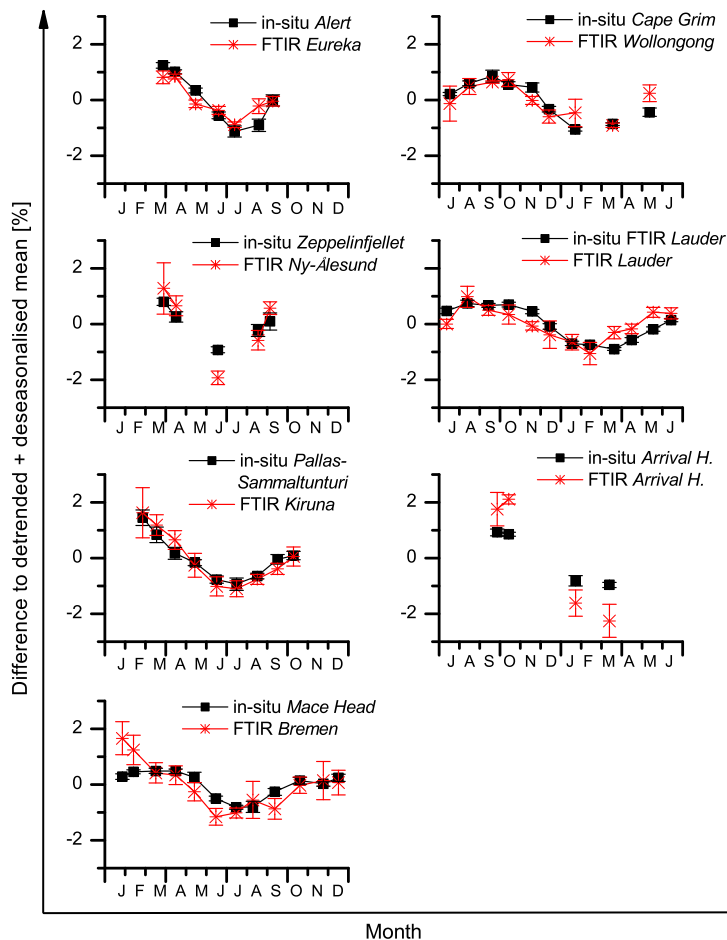 Difference to detrended + deseasonalised mean [%]
in-situ Alert
FTIR Eureka
2
0
-2
J F M A M J J A S O N D
in-situ Cape Grim
FTIR Wollongong
2
0
-2
J A S O N D J F M A M J
in-situ Zeppelinfjellet
FTIR Ny-Ålesund
2
0
-2
J F M A M J J A S O N D
in-situ FTIR Lauder
FTIR Lauder
2
0
-2
J A S O N D J F M A M J
in-situ Pallas-
Sammaltunturi
FTIR Kiruna
2
0
-2
J F M A M J J A S O N D
in-situ Arrival H.
FTIR Arrival H.
2
0
-2
J A S O N D J F M A M J
in-situ Mace Head
FTIR Bremen
2
0
-2
J F M A M J J A S O N D
Month